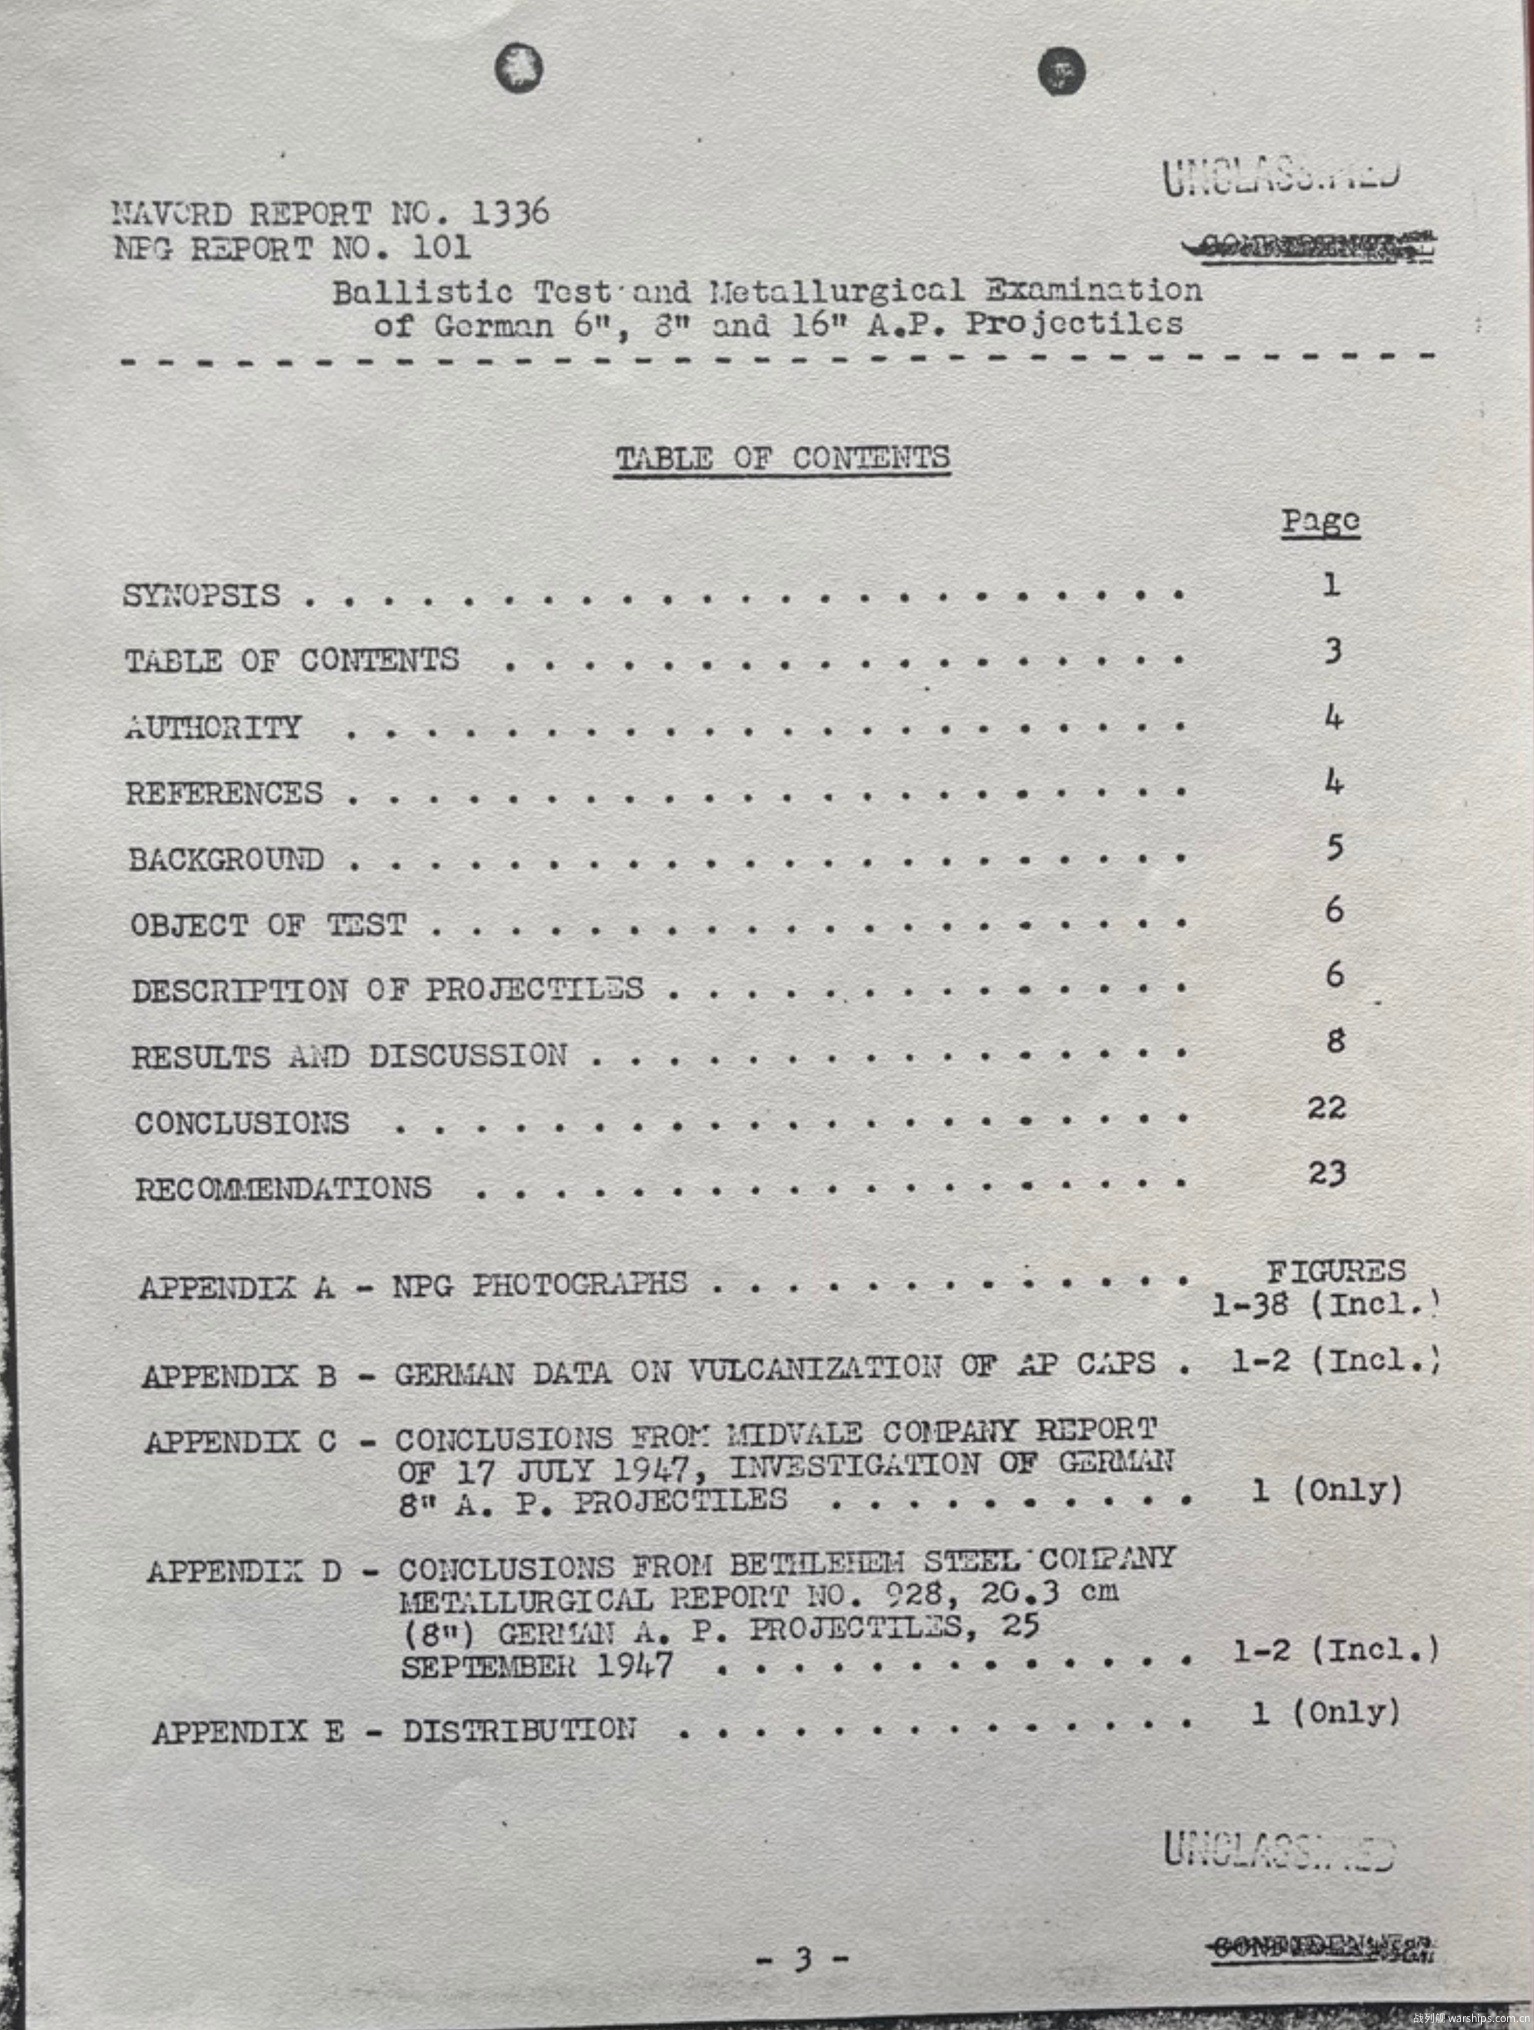 UNCLASSIFIED
NAVORD REPORT NO. 1336
NPG REPORT NO. 101
CONFIDENTIAL
Ballistic Test and Metallurgical Examination
of German 6", 8" and 16" A.P. Projectiles
TABLE OF CONTENTS
Page
SYNOPSIS . . . . . . . . . . . . . . . . . . . . . . . 1
TABLE OF CONTENTS . . . . . . . . . . . . . . . . . . 3
AUTHORITY . . . . . . . . . . . . . . . . . . . . . . 4
REFERENCES . . . . . . . . . . . . . . . . . . . . . . 4
BACKGROUND . . . . . . . . . . . . . . . . . . . . . . 5
OBJECT OF TEST . . . . . . . . . . . . . . . . . . . . 6
DESCRIPTION OF PROJECTILES . . . . . . . . . . . . . . 6
RESULTS AND DISCUSSION . . . . . . . . . . . . . . . . 8
CONCLUSIONS . . . . . . . . . . . . . . . . . . . . . 22
RECOMMENDATIONS . . . . . . . . . . . . . . . . . . . 23
APPENDIX A - NPG PHOTOGRAPHS . . . . . . . . . . . . . FIGURES
1-38 (Incl.)
APPENDIX B - GERMAN DATA ON VULCANIZATION OF AP CAPS . 1-2 (Incl.)
APPENDIX C - CONCLUSIONS FROM MIDVALE COMPANY REPORT
OF 17 JULY 1947, INVESTIGATION OF GERMAN
8" A. P. PROJECTILES . . . . . . . . . . 1 (Only)
APPENDIX D - CONCLUSIONS FROM BETHLEHEM STEEL COMPANY
METALLURGICAL REPORT NO. 928, 20.3 cm
(8") GERMAN A. P. PROJECTILES, 25
SEPTEMBER 1947 . . . . . . . . . . . . . 1-2 (Incl.)
APPENDIX E - DISTRIBUTION . . . . . . . . . . . . . . 1 (Only)
UNCLASSIFIED
- 3 -
CONFIDENTIAL
战列舰 warships.com.cn